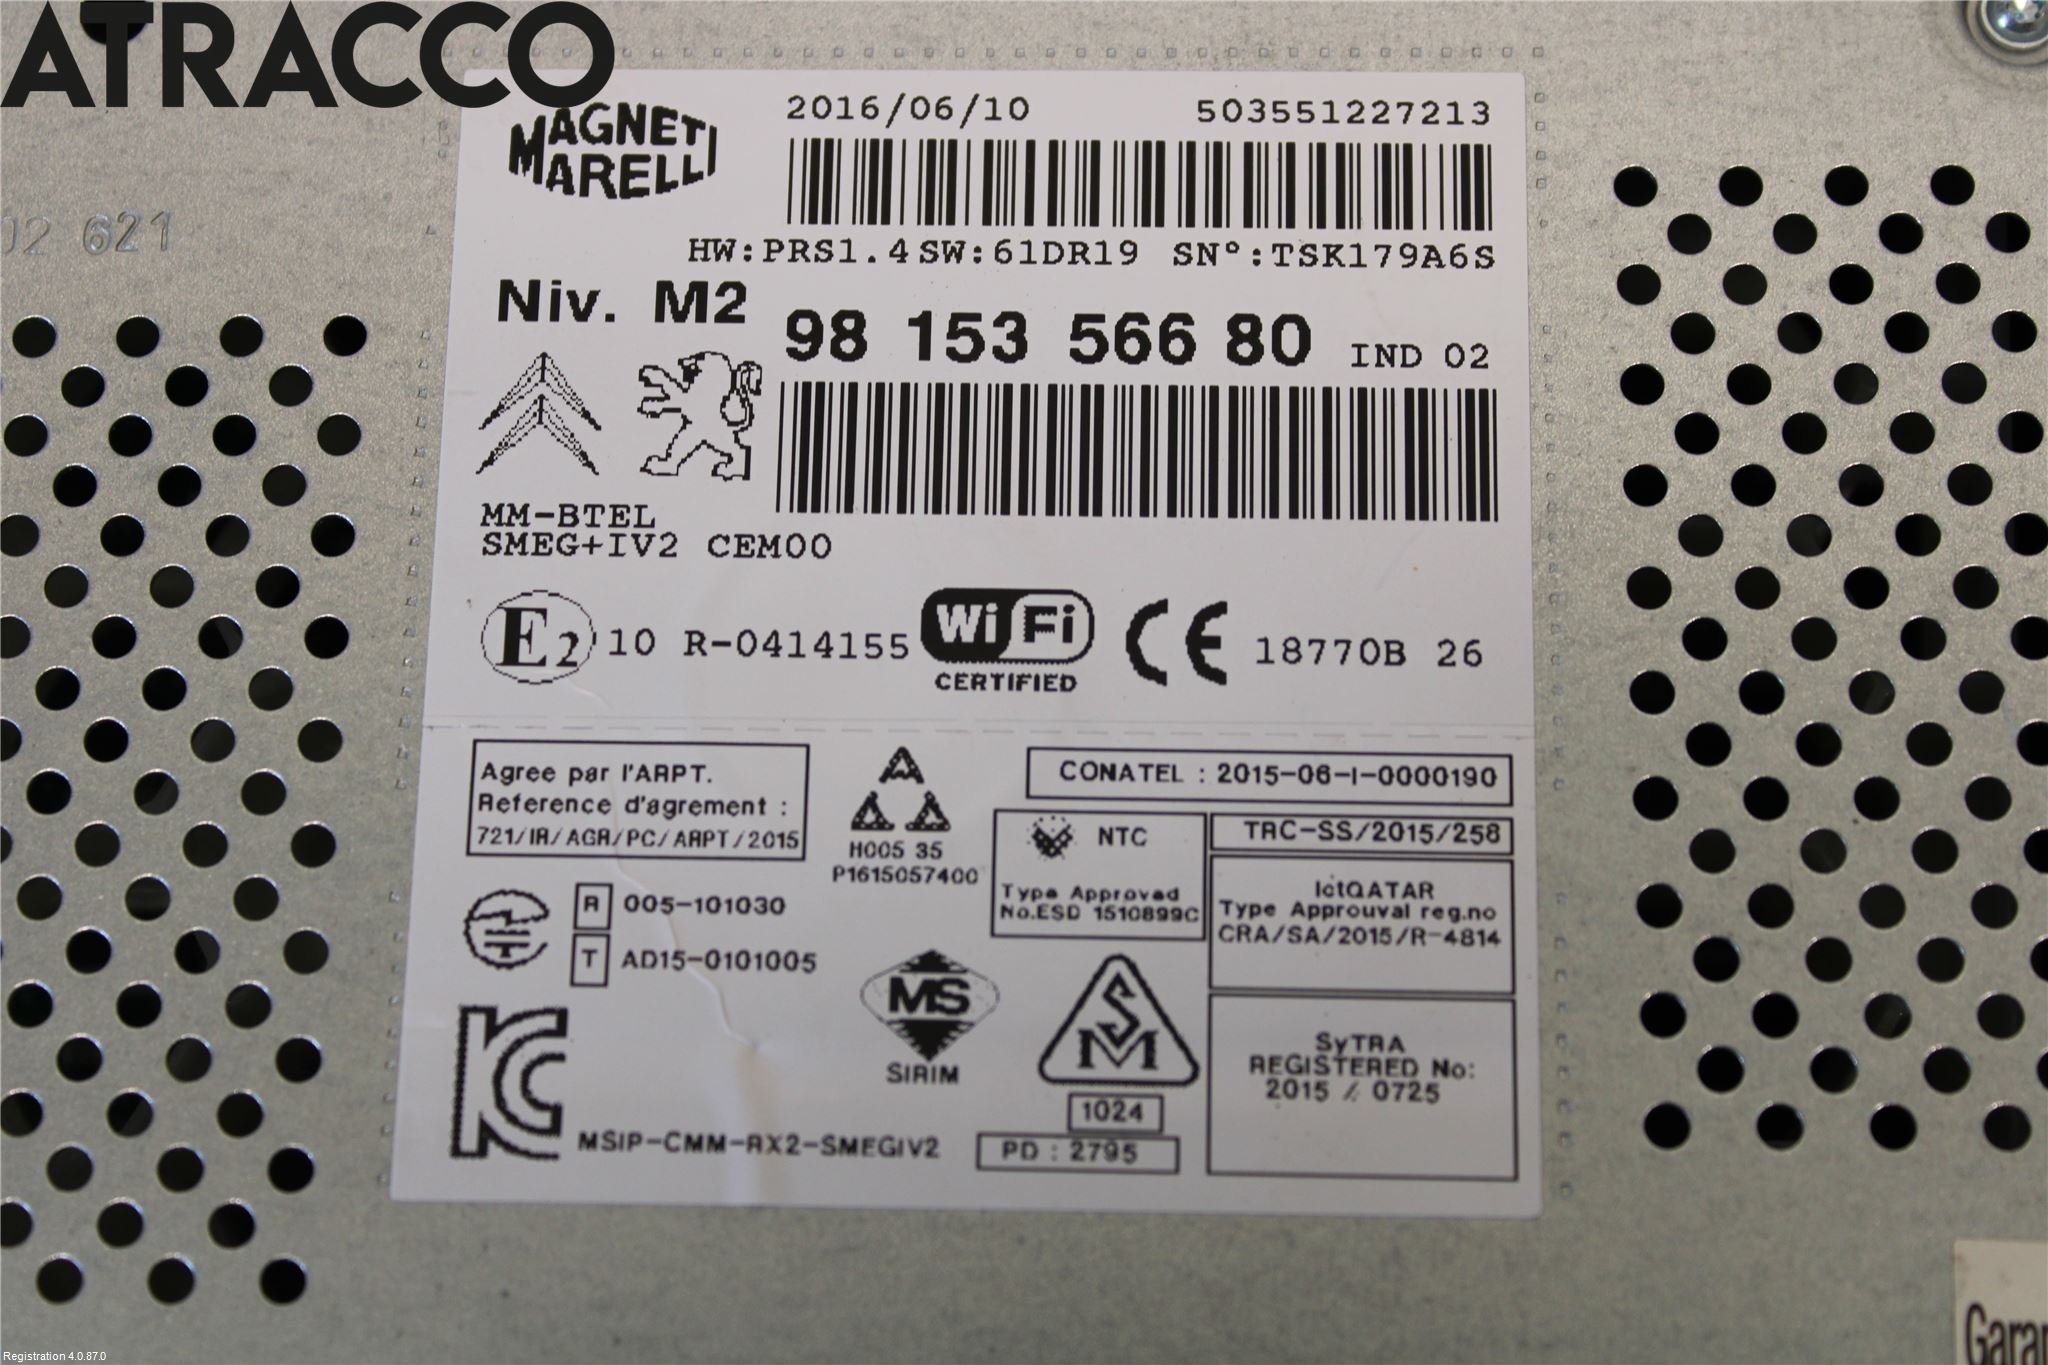 ATRACCO
MAGNETI
MARELLI
2016/06/10 503551227213
02 621
HW:PRS1.4 SW:61DR19 SN°:TSK179A6S
Niv. M2
98 153 566 80 IND 02
MM-BTEL
SMEG+IV2 CEM00
E2 10 R-0414155 WiFi CERTIFIED CE 18770B 26
Agree par l'ARPT.
Reference d'agrement :
721/IR/AGR/PC/ARPT/2015
H005 35
P1615057400
CONATEL : 2015-06-I-0000190
NTC
Type Approved
No.ESD 1510899C
TRC-SS/2015/258
IctQATAR
Type Approuval reg.no
CRA/SA/2015/R-4814
R 005-101030
T AD15-0101005
MS
SIRIM
SM
1024
PD : 2795
SyTRA
REGISTERED No:
2015 / 0725
KC
MSIP-CMM-RX2-SMEGIV2
Registration 4.0.87.0